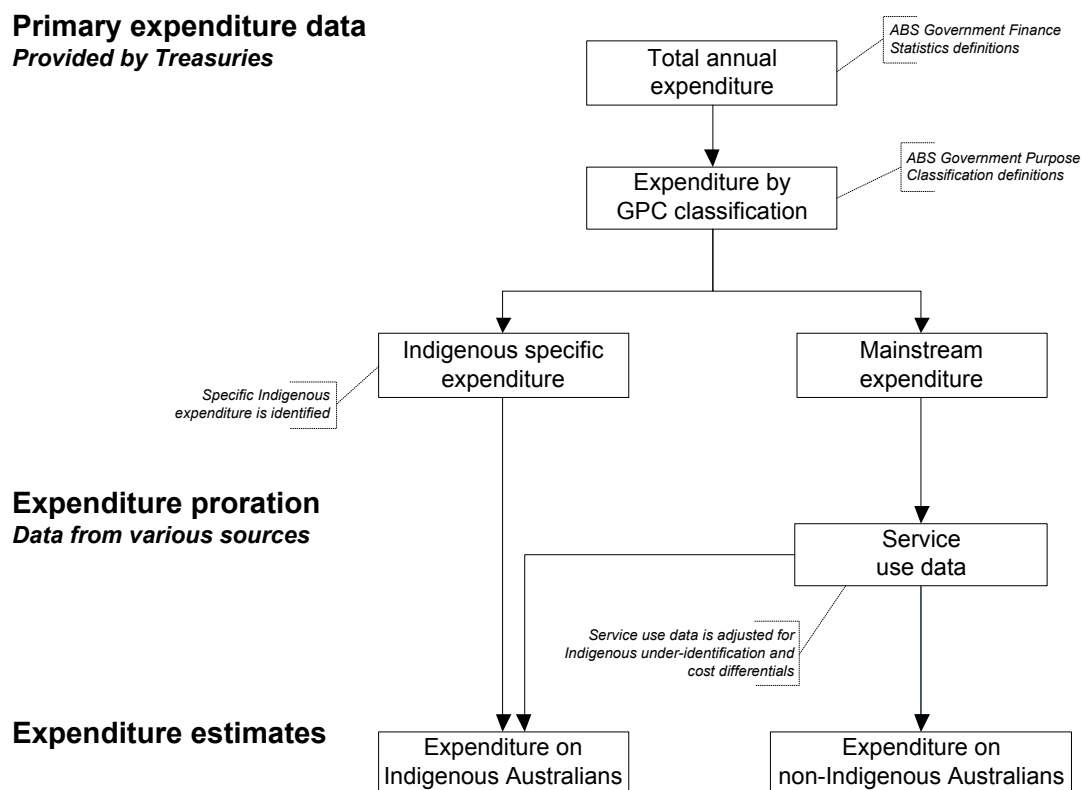 Primary expenditure data
Provided by Treasuries
Total annual
expenditure
ABS Government Finance
Statistics definitions
Expenditure by
GPC classification
ABS Government Purpose
Classification definitions
Indigenous specific
expenditure
Mainstream
expenditure
Specific Indigenous
expenditure is identified
Expenditure proration
Data from various sources
Service
use data
Service use data is adjusted for
Indigenous under-identification and
cost differentials
Expenditure estimates
Expenditure on
Indigenous Australians
Expenditure on
non-Indigenous Australians